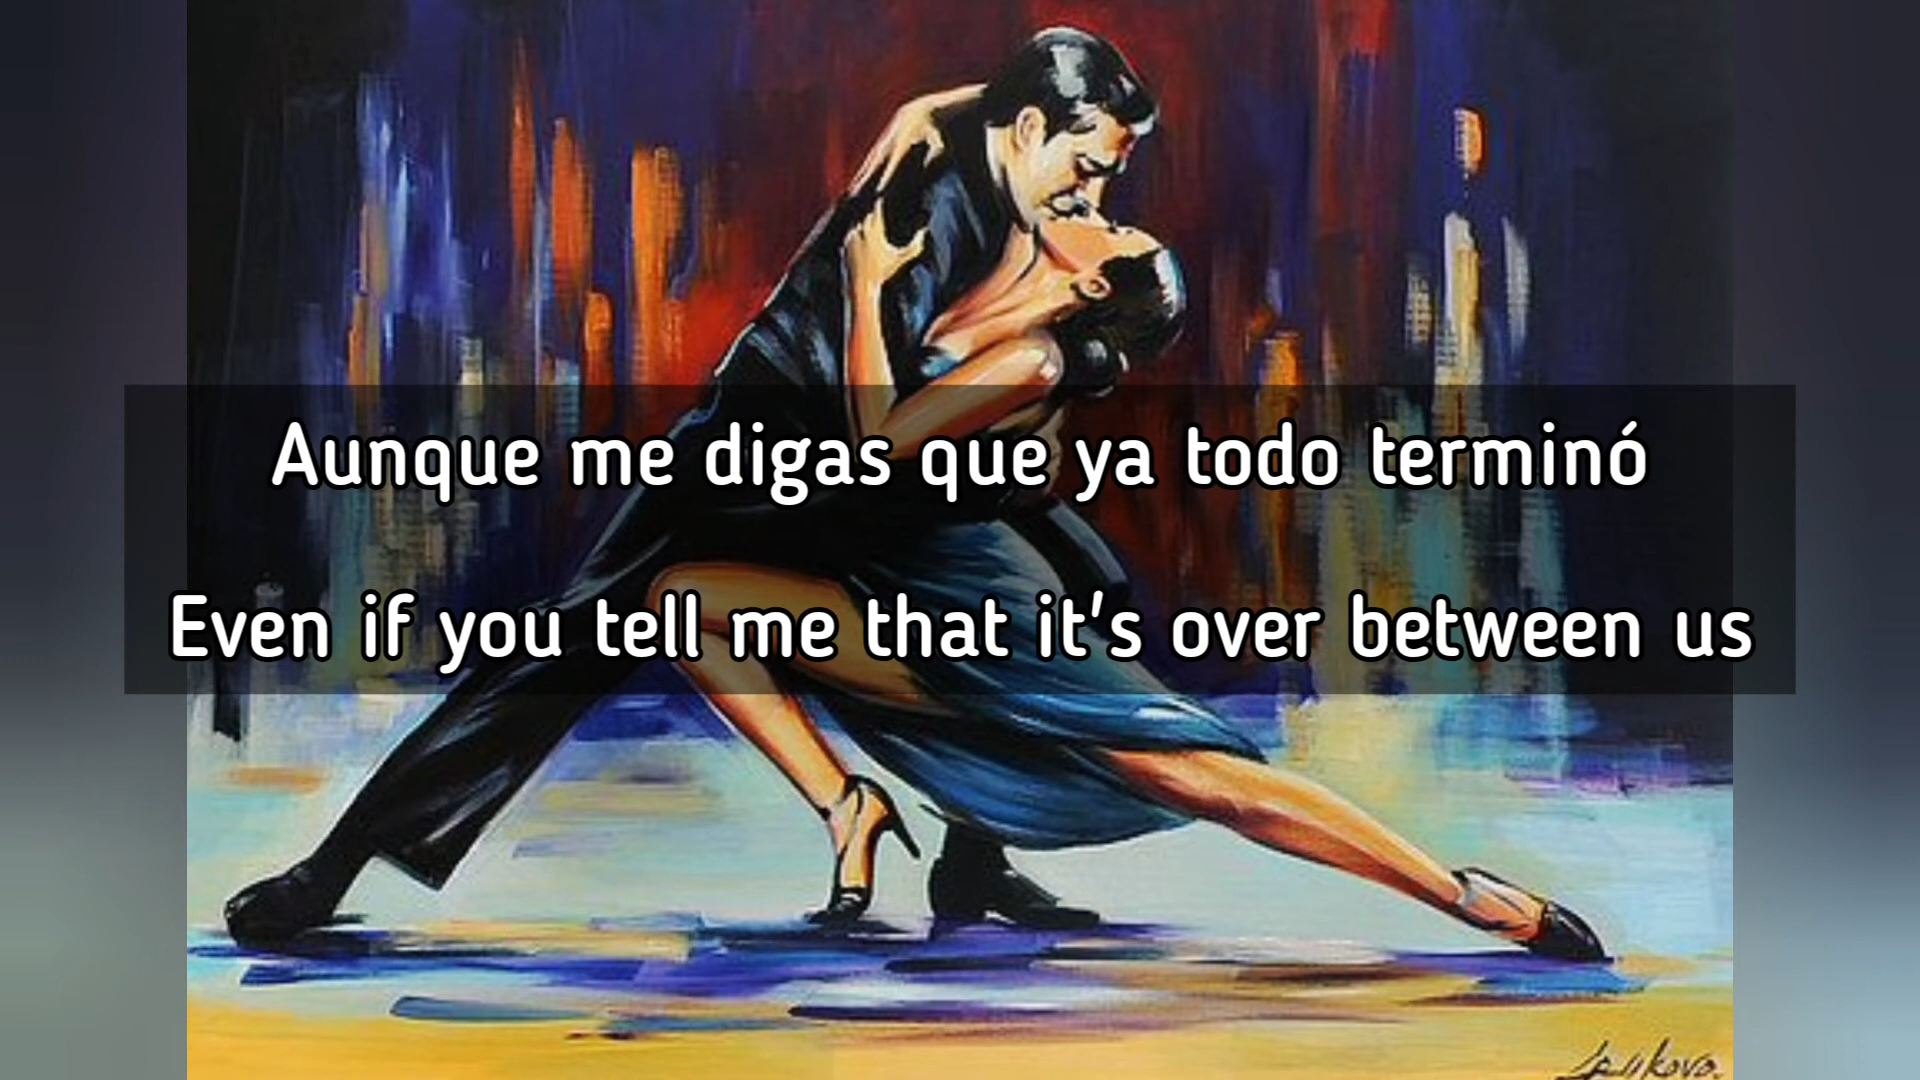 Aunque me digas que ya todo terminó
Even if you tell me that it's over between us